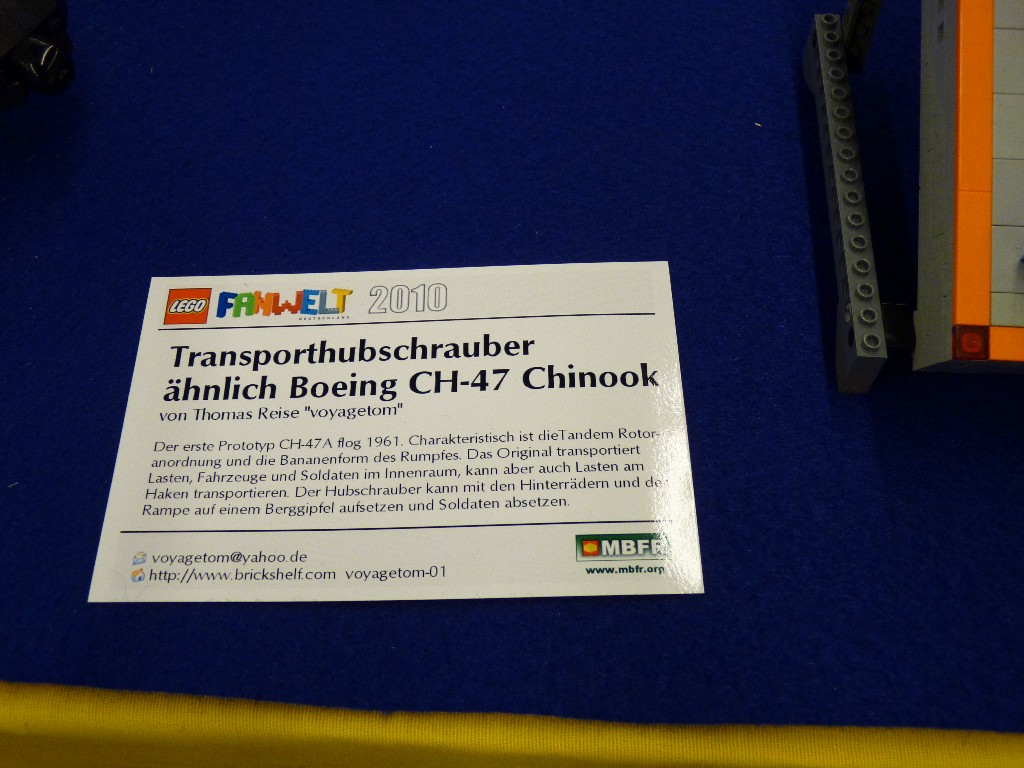 LEGO FANWELT 2010
DEUTSCHLAND
Transporthubschrauber
ähnlich Boeing CH-47 Chinook
von Thomas Reise "voyagetom"
Der erste Prototyp CH-47A flog 1961. Charakteristisch ist dieTandem Rotor-
anordnung und die Bananenform des Rumpfes. Das Original transportiert
Lasten, Fahrzeuge und Soldaten im Innenraum, kann aber auch Lasten am
Haken transportieren. Der Hubschrauber kann mit den Hinterrädern und der
Rampe auf einem Berggipfel aufsetzen und Soldaten absetzen.
voyagetom@yahoo.de
http://www.brickshelf.com voyagetom-01
MBFR
www.mbfr.org